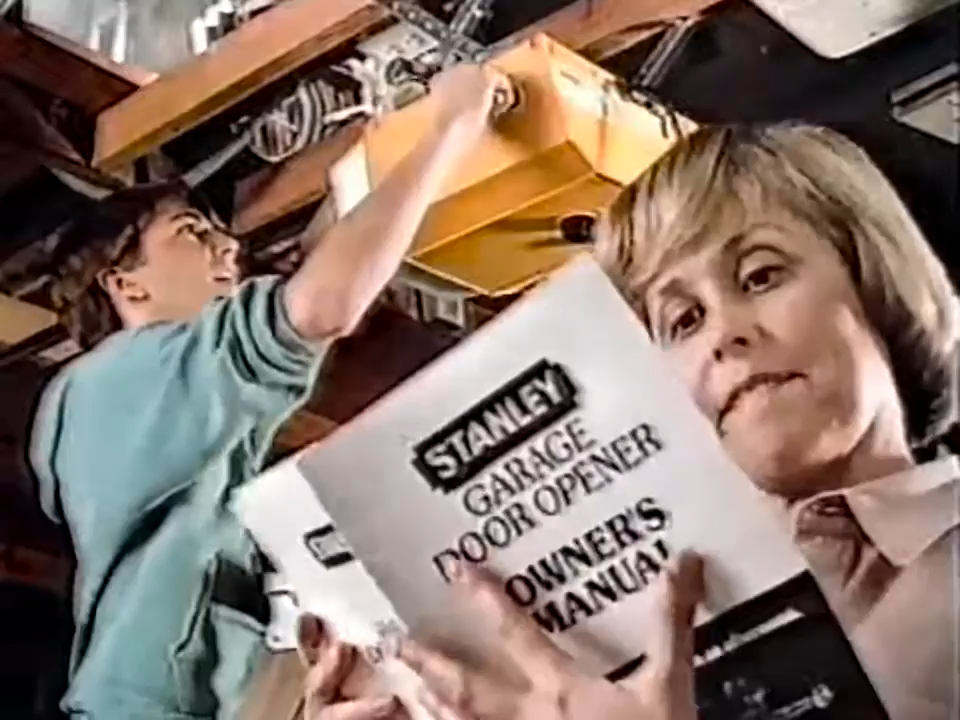 STANLEY
GARAGE
DOOR OPENER
OWNER'S
MANUAL